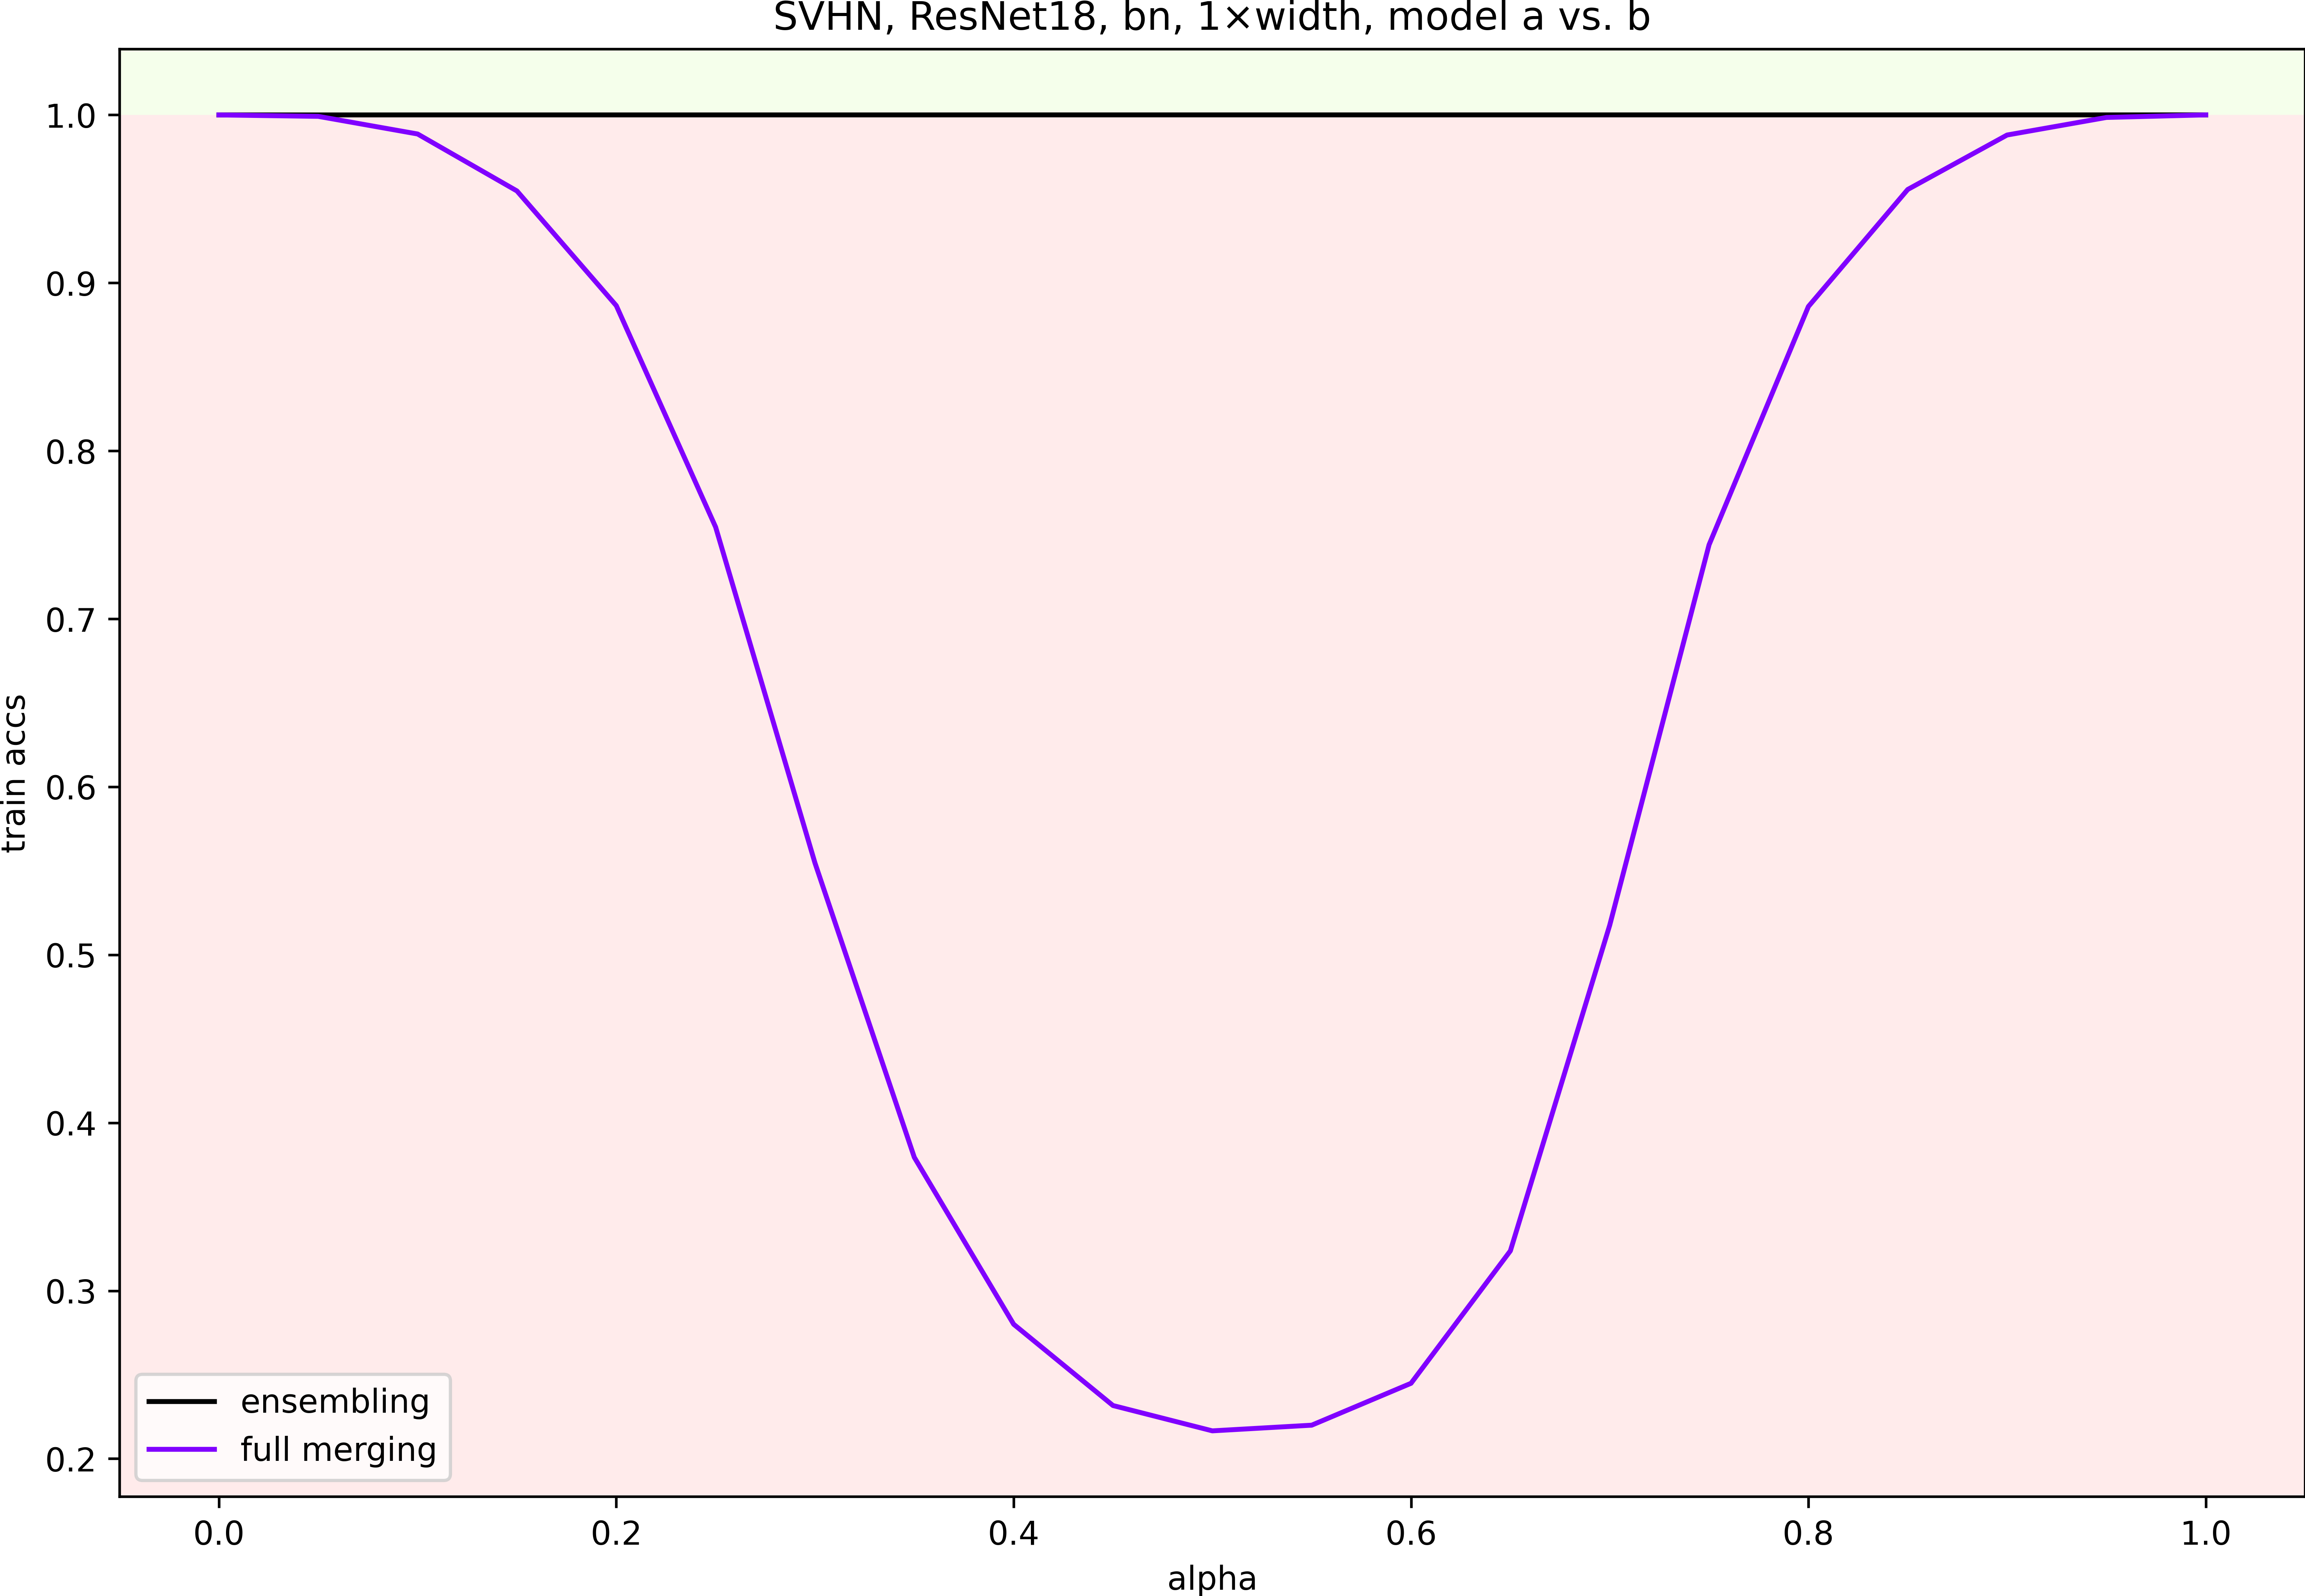 SVHN, ResNet18, bn, 1×width, model a vs. b
train accs
1.0
0.9
0.8
0.7
0.6
0.5
0.4
0.3
0.2
ensembling
full merging
0.0 0.2 0.4 0.6 0.8 1.0
alpha